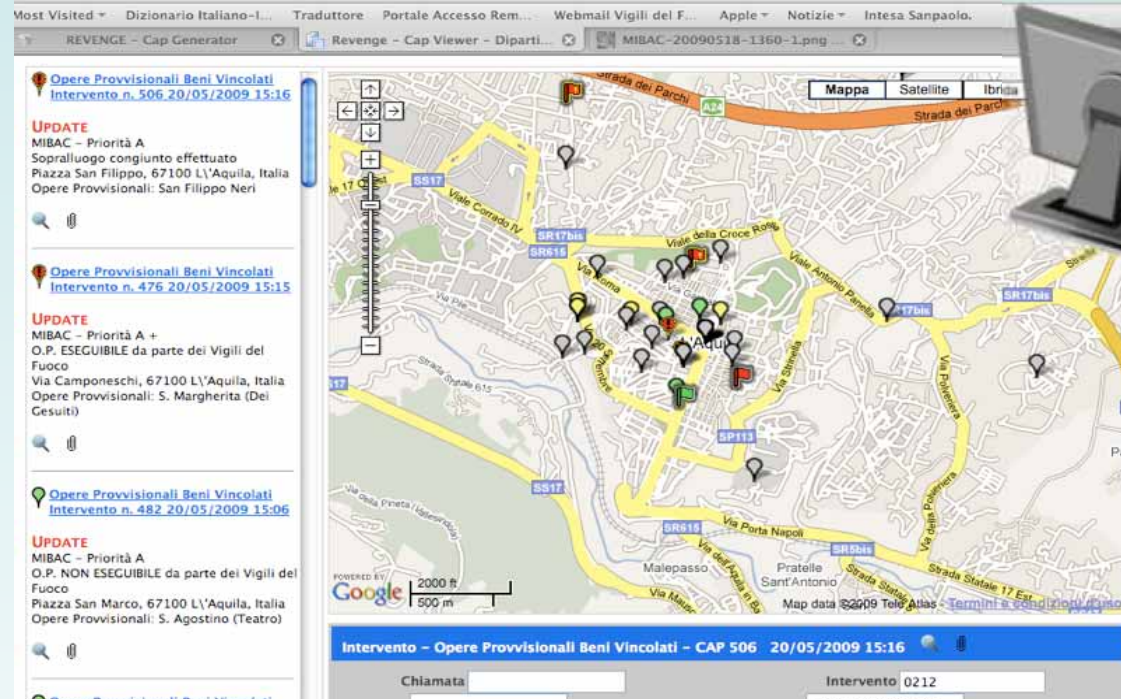 Most Visited Dizionario Italiano-I... Traduttore Portale Accesso Rem... Webmail Vigili del F... Apple Notizie Intesa Sanpaolo.
REVENGE - Cap Generator Revenge - Cap Viewer - Diparti... MIBAC-20090518-1360-1.png ...
Opere Provvisionali Beni Vincolati
Intervento n. 506 20/05/2009 15:16
UPDATE
MIBAC - Priorità A
Sopralluogo congiunto effettuato
Piazza San Filippo, 67100 L\'Aquila, Italia
Opere Provvisionali: San Filippo Neri
Opere Provvisionali Beni Vincolati
Intervento n. 476 20/05/2009 15:15
UPDATE
MIBAC - Priorità A +
O.P. ESEGUIBILE da parte dei Vigili del
Fuoco
Via Camponeschi, 67100 L\'Aquila, Italia
Opere Provvisionali: S. Margherita (Dei
Gesuiti)
Opere Provvisionali Beni Vincolati
Intervento n. 482 20/05/2009 15:06
UPDATE
MIBAC - Priorità A
O.P. NON ESEGUIBILE da parte dei Vigili del
Fuoco
Piazza San Marco, 67100 L\'Aquila, Italia
Opere Provvisionali: S. Agostino (Teatro)
Strada dei Parchi
A24
Mappa Satellite Ibrida
Strada dei Parchi
SS17
Viale Corrado IV
SR17bis
SR615
Viale della Croce Rossa
Via Roma
Viale Antonio Panella
17bis
SR17bis
L'Aquila
Via XX Settembre
Via Strinella
Strada Statale 615
S17
Via Polveriera
SP113
SS17
Via della Polveriera
SR615
Via Porta Napoli
SR5bis
Malepasso
Pratelle
Sant'Antonio
Strada Statale 17 Est
POWERED BY
Google
2000 ft
500 m
Map data ©2009 Tele Atlas - Termini e condizioni d'uso
Intervento - Opere Provvisionali Beni Vincolati - CAP 506 20/05/2009 15:16
Chiamata Intervento 0212